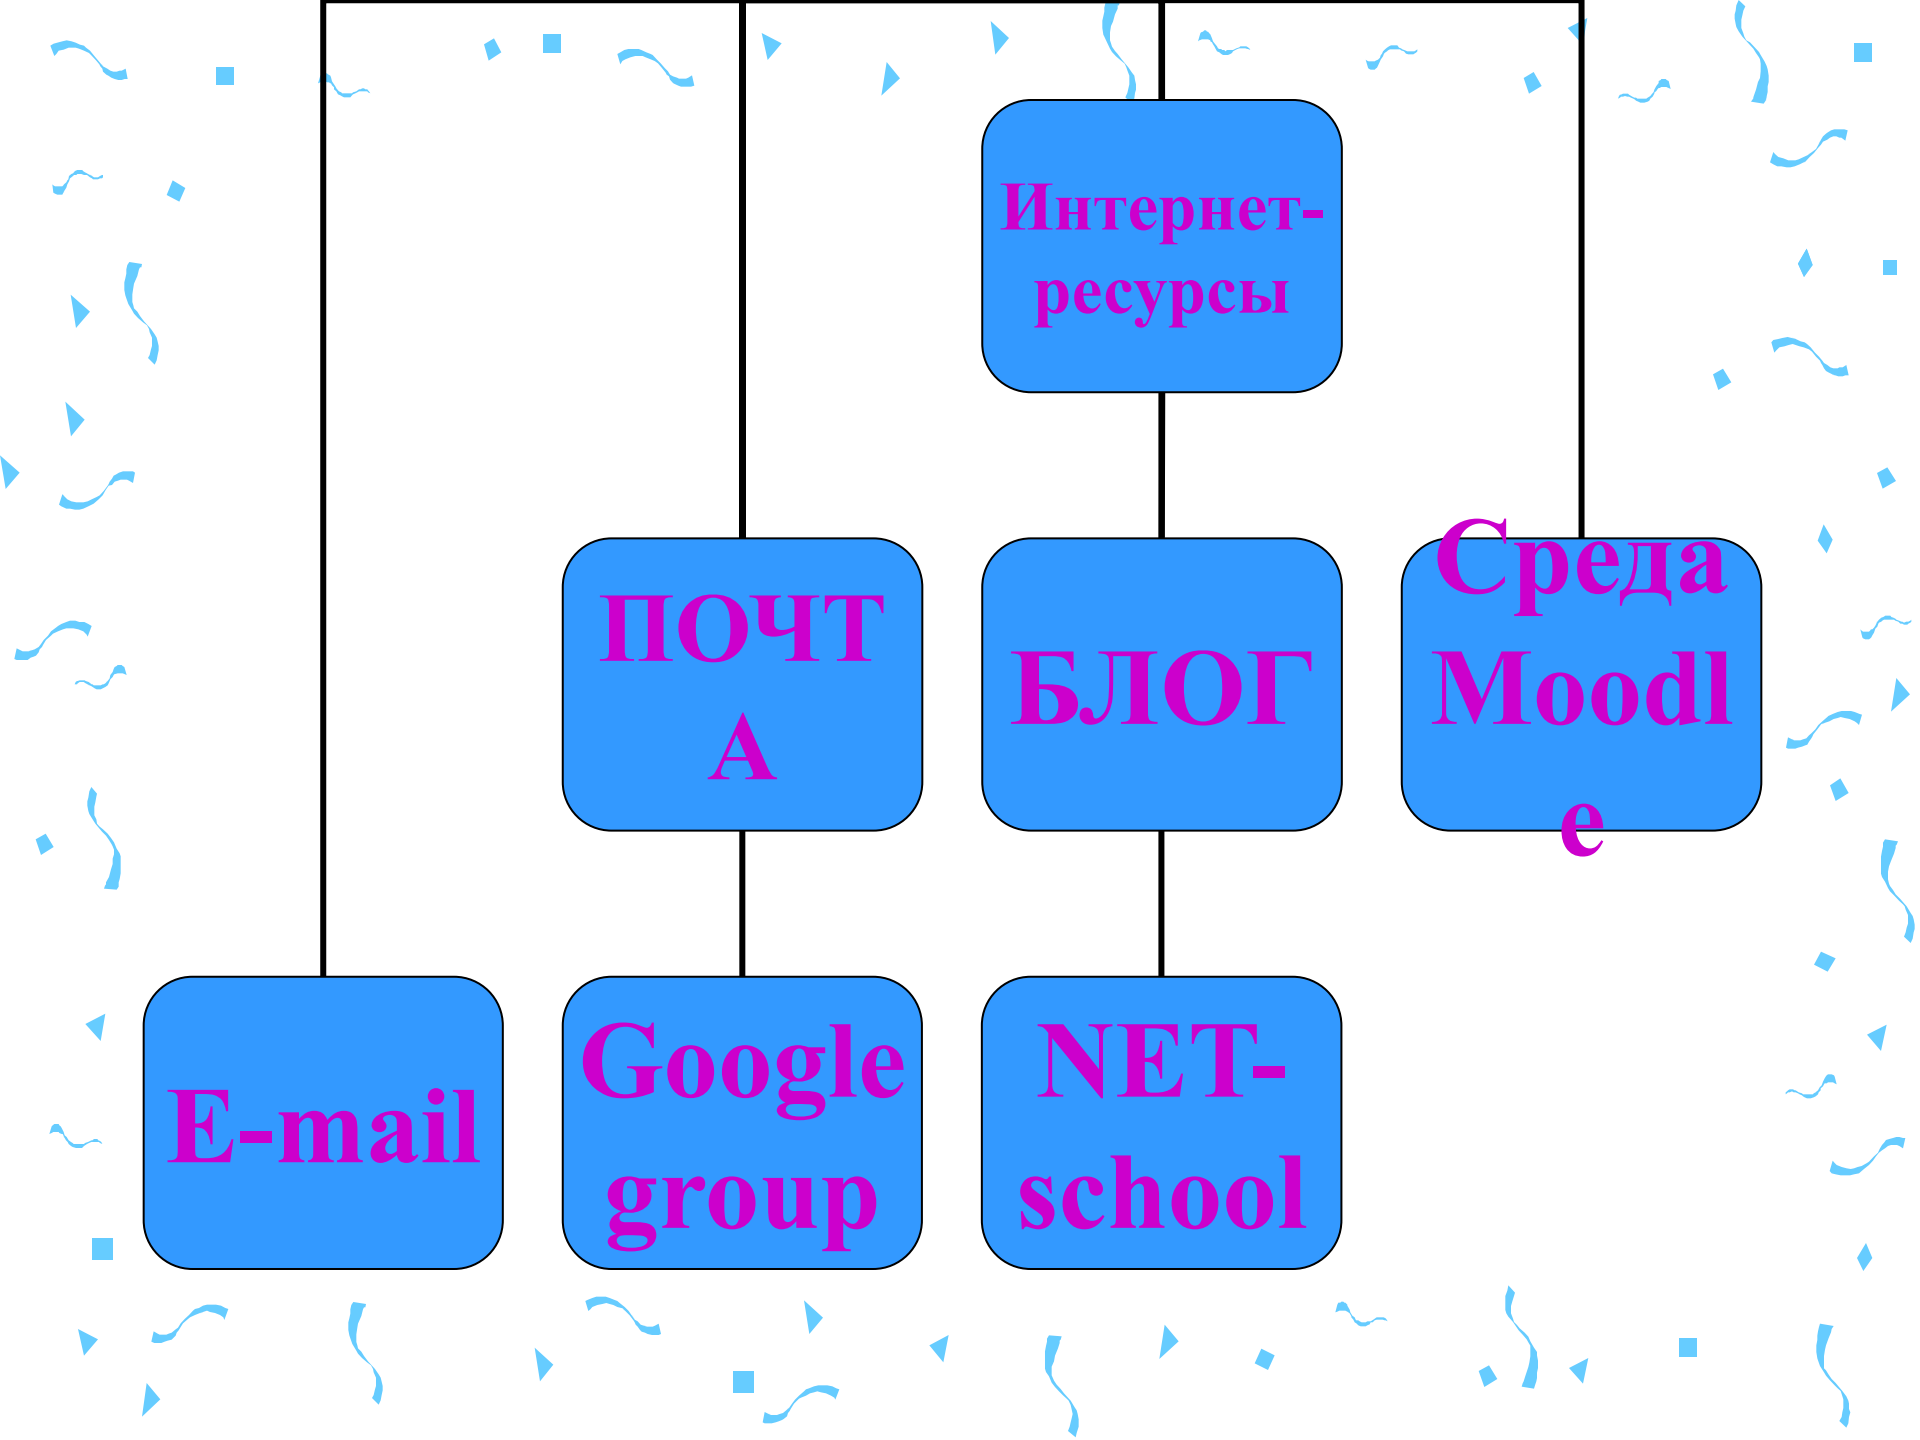 Интернет-
ресурсы
ПОЧТ
А
БЛОГ
Среда
Moodl
e
E-mail
Google
group
NET-
school